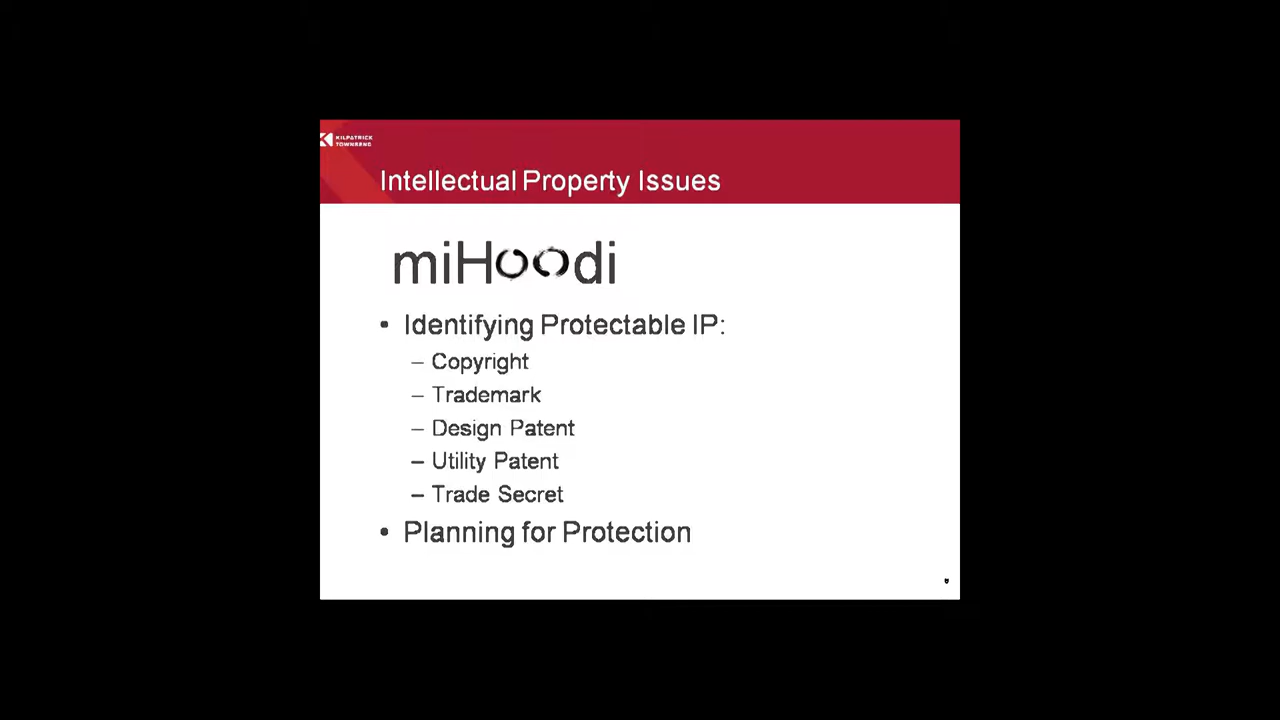 KILPATRICK
TOWNSEND
Intellectual Property Issues
miHoodi
• Identifying Protectable IP:
– Copyright
– Trademark
– Design Patent
– Utility Patent
– Trade Secret
• Planning for Protection